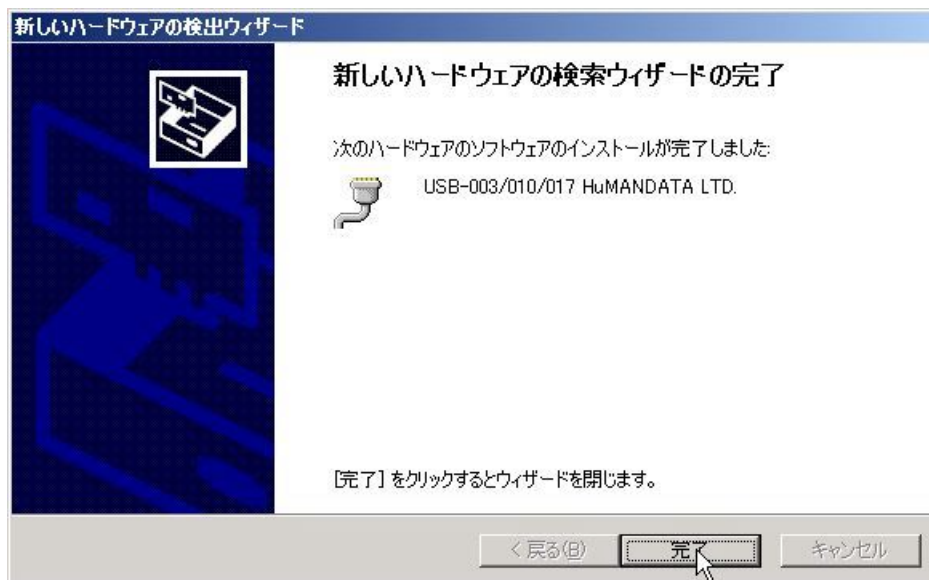 新しいハードウェアの検出ウィザード
新しいハードウェアの検索ウィザードの完了
次のハードウェアのソフトウェアのインストールが完了しました:
USB-003/010/017 HuMANDATA LTD.
[完了] をクリックするとウィザードを閉じます。
< 戻る(B) 完了 キャンセル